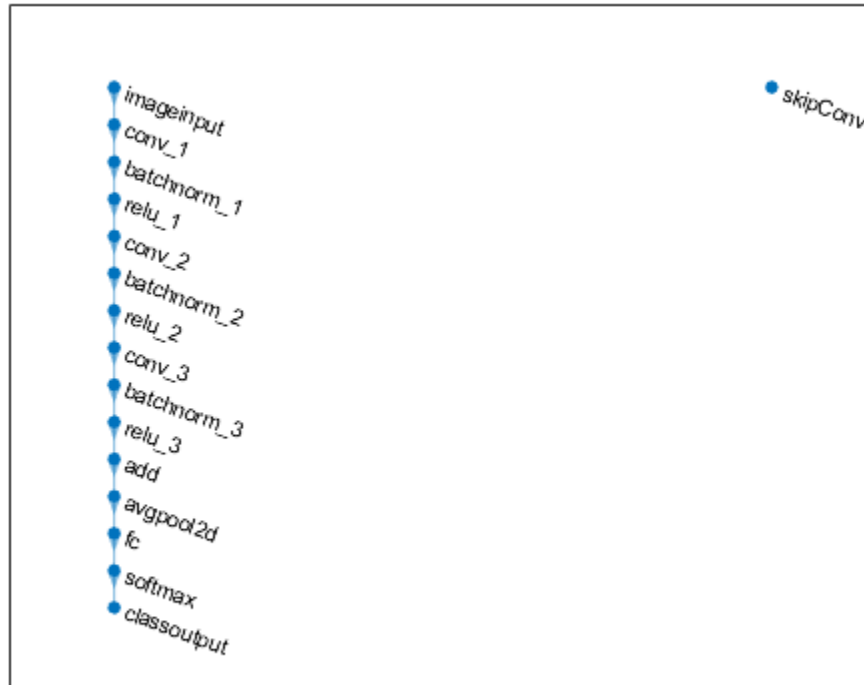 imageinput
skipConv
conv_1
batchnorm_1
relu_1
conv_2
batchnorm_2
relu_2
conv_3
batchnorm_3
relu_3
add
avgpool2d
fc
softmax
classoutput